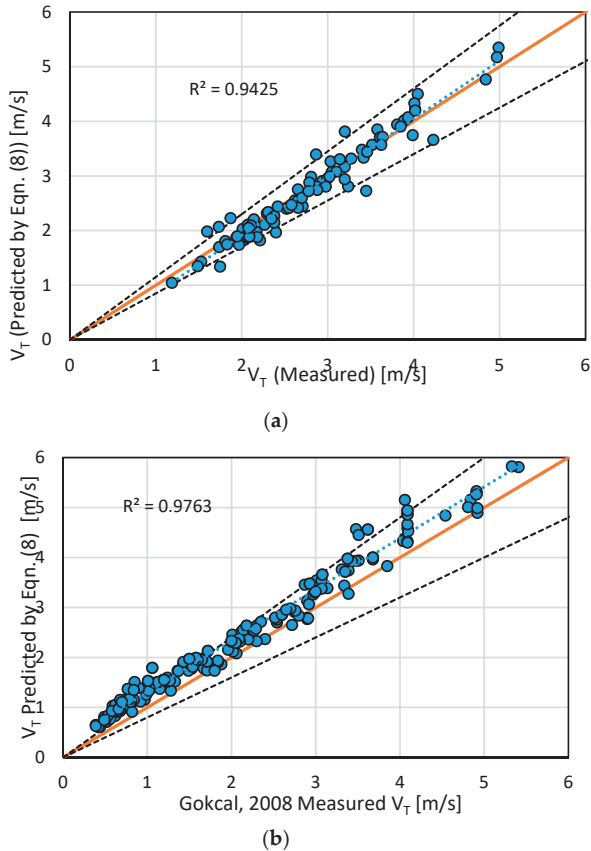 (a)
6
5
4
3
2
1
0
0 1 2 3 4 5 6
R² = 0.9425
V_T (Predicted by Eqn. (8)) [m/s]
V_T (Measured) [m/s]
(a)
6
5
4
3
2
1
0
0 1 2 3 4 5 6
R² = 0.9763
V_T Predicted by Eqn. (8) [m/s]
Gokcal, 2008 Measured V_T [m/s]
(b)